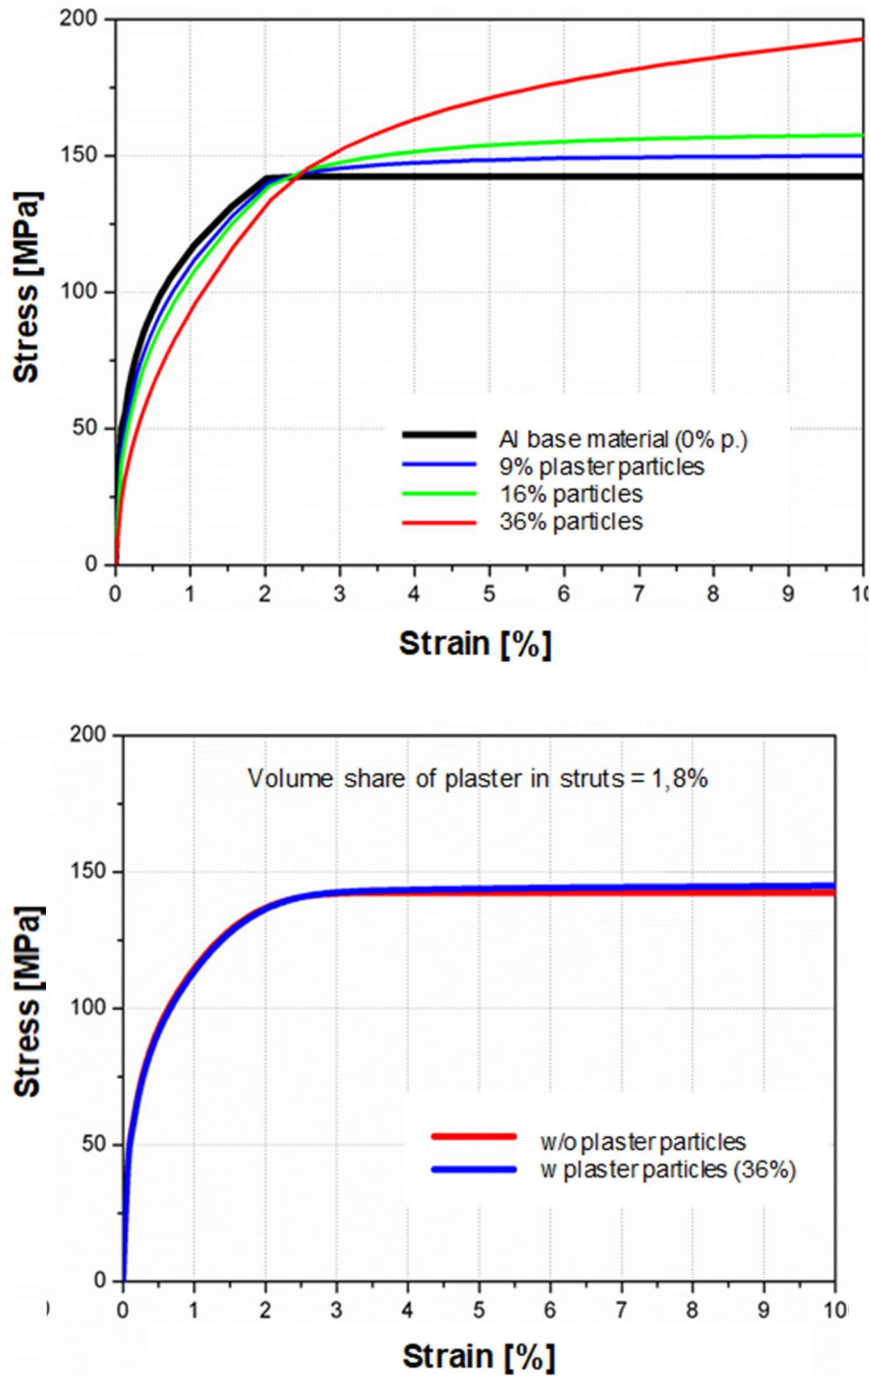 200
150
100
50
0
Stress [MPa]
Al base material (0% p.)
9% plaster particles
16% particles
36% particles
0 1 2 3 4 5 6 7 8 9 10
Strain [%]
200
150
100
50
0
Stress [MPa]
Volume share of plaster in struts = 1,8%
w/o plaster particles
w plaster particles (36%)
0 1 2 3 4 5 6 7 8 9 10
Strain [%]